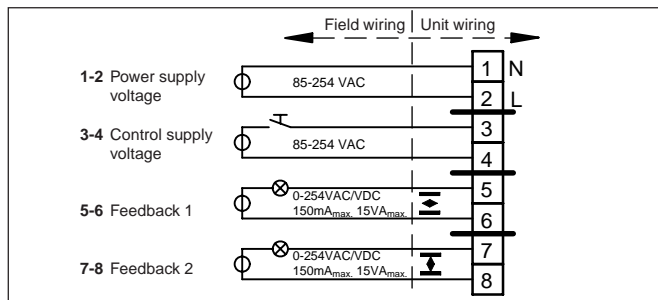 Field wiring Unit wiring
1-2 Power supply voltage
85-254 VAC
1 N
2 L
3-4 Control supply voltage
85-254 VAC
3
4
5-6 Feedback 1
0-254VAC/VDC
150mAmax. 15VAmax.
5
6
7-8 Feedback 2
0-254VAC/VDC
150mAmax. 15VAmax.
7
8